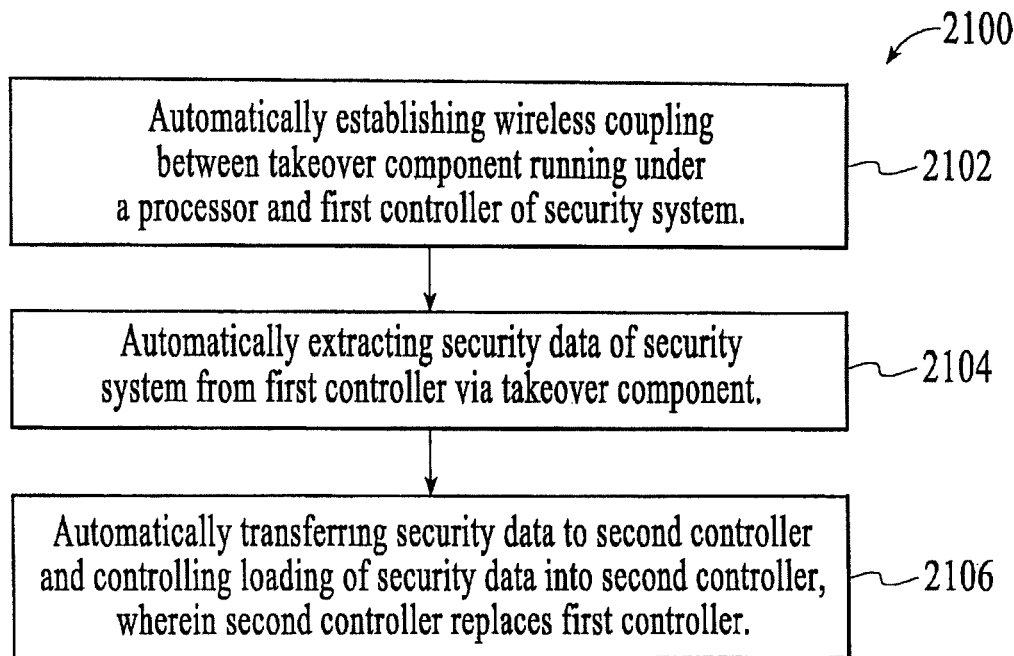 2100
Automatically establishing wireless coupling
between takeover component running under
a processor and first controller of security system.
2102
Automatically extracting security data of security
system from first controller via takeover component.
2104
Automatically transferring security data to second controller
and controlling loading of security data into second controller,
wherein second controller replaces first controller.
2106